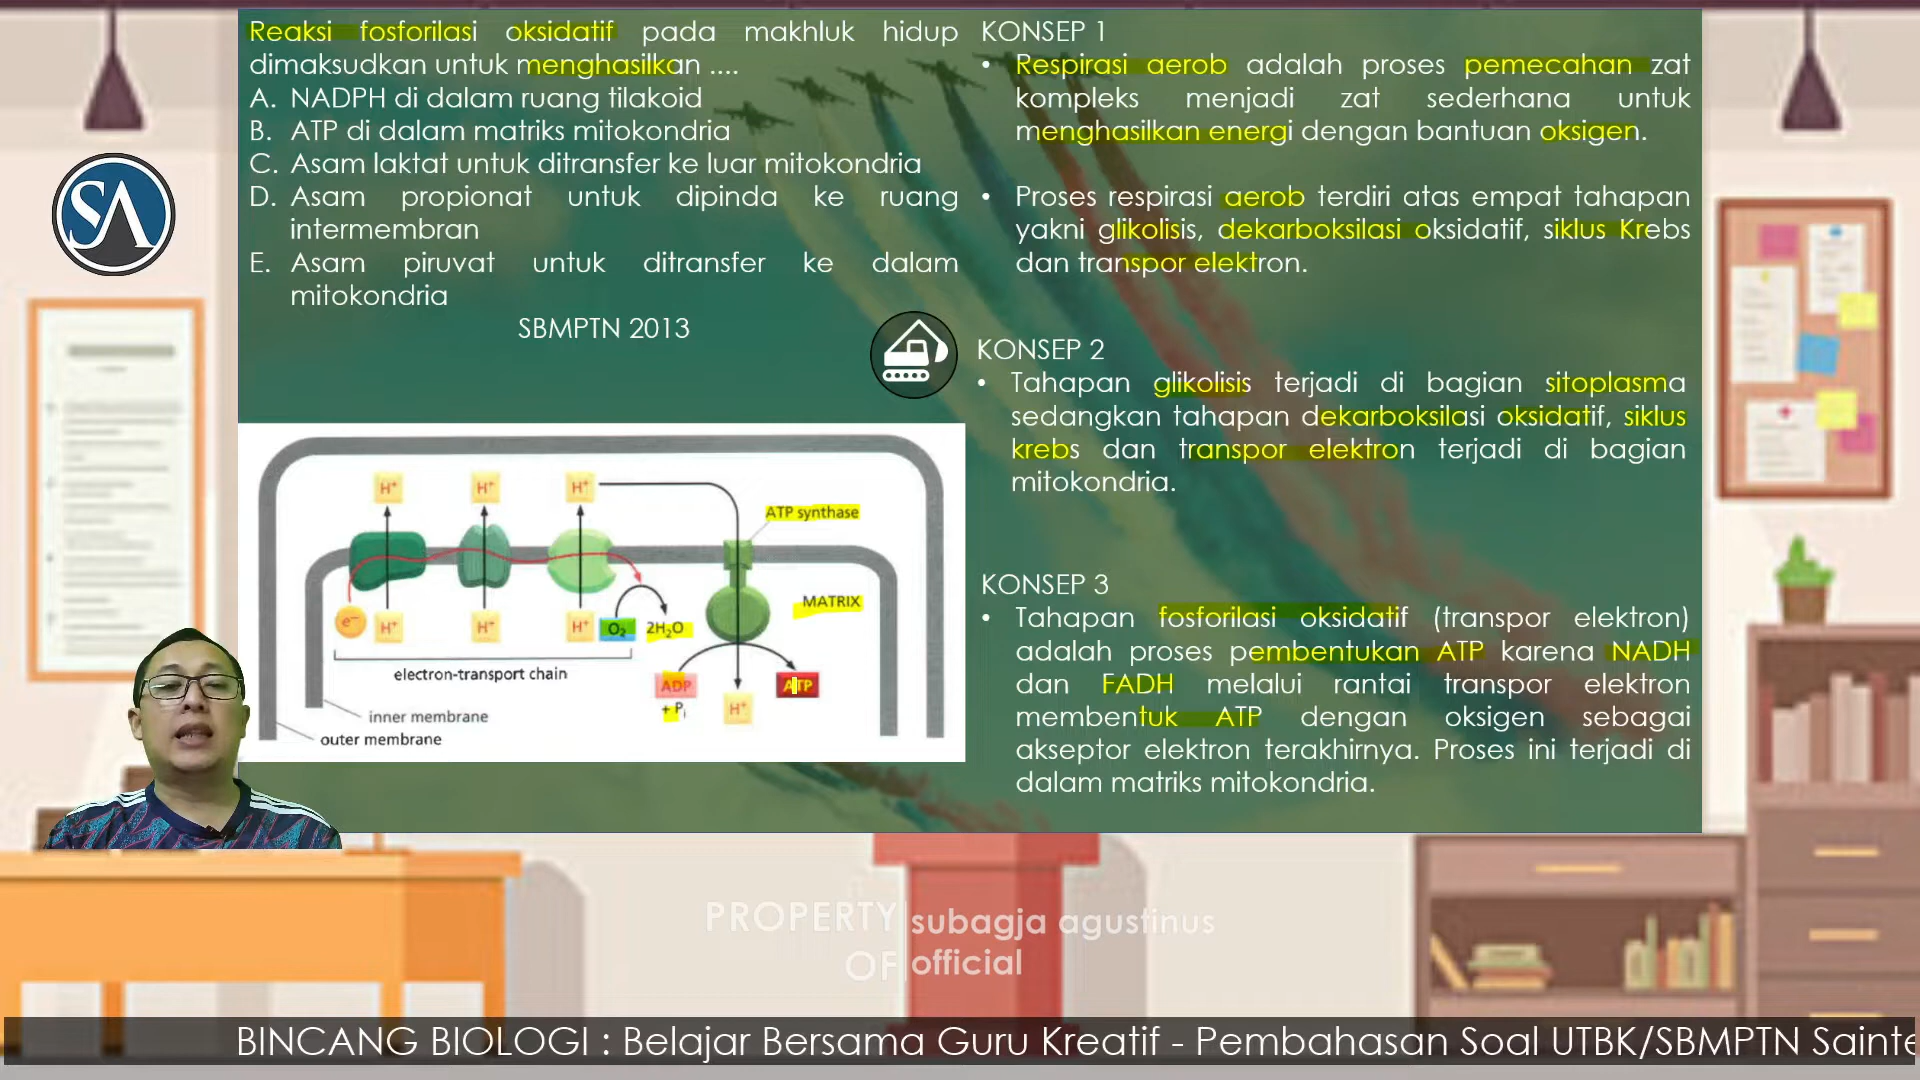 Reaksi fosforilasi oksidatif pada makhluk hidup
dimaksudkan untuk menghasilkan ....
A. NADPH di dalam ruang tilakoid
B. ATP di dalam matriks mitokondria
C. Asam laktat untuk ditransfer ke luar mitokondria
D. Asam propionat untuk dipinda ke ruang
intermembran
E. Asam piruvat untuk ditransfer ke dalam
mitokondria
SBMPTN 2013
KONSEP 1
• Respirasi aerob adalah proses pemecahan zat
kompleks menjadi zat sederhana untuk
menghasilkan energi dengan bantuan oksigen.
• Proses respirasi aerob terdiri atas empat tahapan
yakni glikolisis, dekarboksilasi oksidatif, siklus Krebs
dan transpor elektron.
KONSEP 2
• Tahapan glikolisis terjadi di bagian sitoplasma
sedangkan tahapan dekarboksilasi oksidatif, siklus
krebs dan transpor elektron terjadi di bagian
mitokondria.
KONSEP 3
• Tahapan fosforilasi oksidatif (transpor elektron)
adalah proses pembentukan ATP karena NADH
dan FADH melalui rantai transpor elektron
membentuk ATP dengan oksigen sebagai
akseptor elektron terakhirnya. Proses ini terjadi di
dalam matriks mitokondria.
SA
H⁺ H⁺ H⁺
ATP synthase
MATRIX
e⁻ H⁺ H⁺ H⁺ O₂ 2H₂O
electron-transport chain
ADP
+ Pᵢ
H⁺
ATP
inner membrane
outer membrane
PROPERTY OF
subagja agustinus
official
BINCANG BIOLOGI : Belajar Bersama Guru Kreatif - Pembahasan Soal UTBK/SBMPTN Sainte